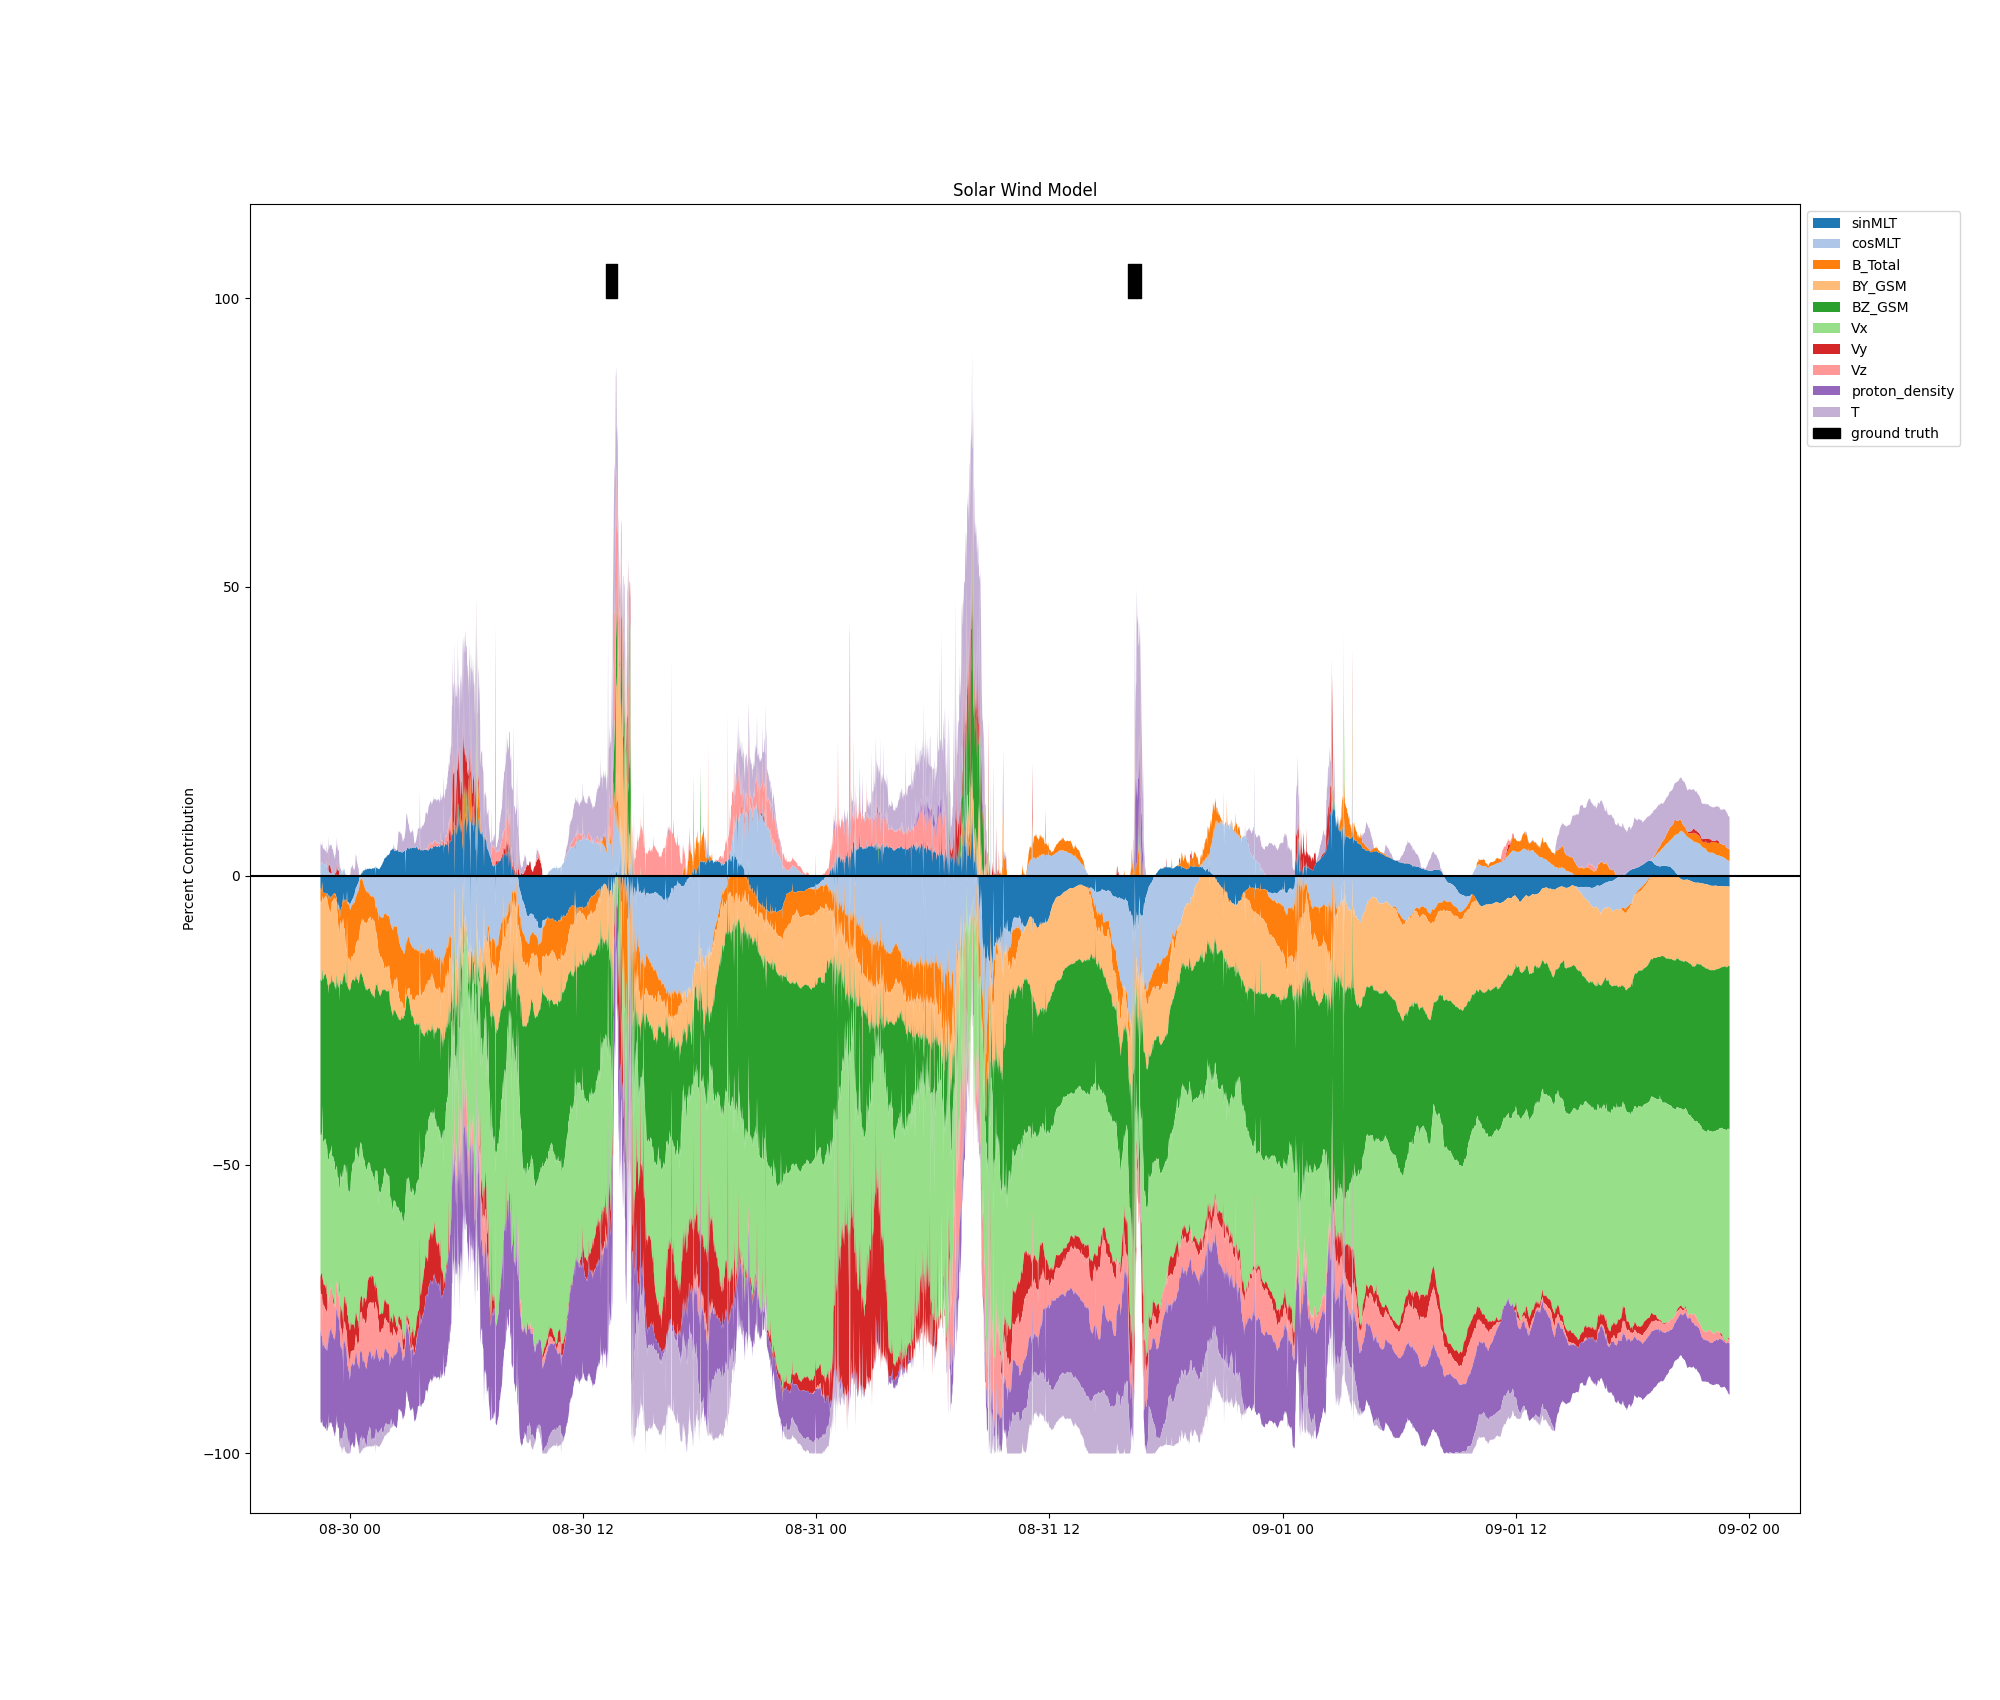 Solar Wind Model
sinMLT
cosMLT
B_Total
BY_GSM
BZ_GSM
Vx
Vy
Vz
proton_density
T
ground truth
Percent Contribution
100
50
0
−50
−100
08-30 00
08-30 12
08-31 00
08-31 12
09-01 00
09-01 12
09-02 00